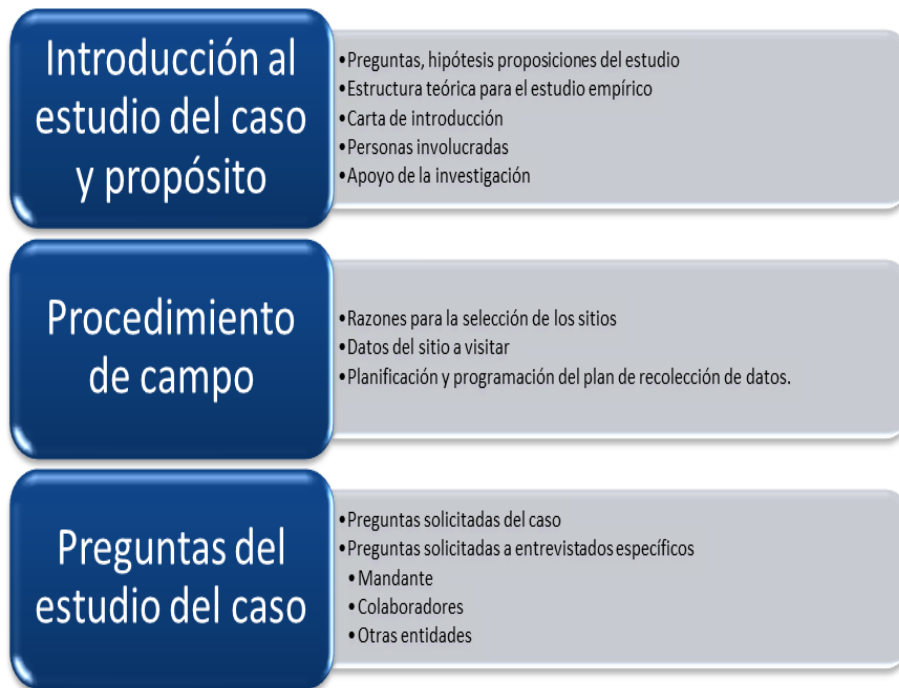 Introducción al
estudio del caso
y propósito
•Preguntas, hipótesis proposiciones del estudio
•Estructura teórica para el estudio empírico
•Carta de introducción
•Personas involucradas
•Apoyo de la investigación
Procedimiento
de campo
•Razones para la selección de los sitios
•Datos del sitio a visitar
•Planificación y programación del plan de recolección de datos.
Preguntas del
estudio del caso
•Preguntas solicitadas del caso
•Preguntas solicitadas a entrevistados específicos
•Mandante
•Colaboradores
•Otras entidades